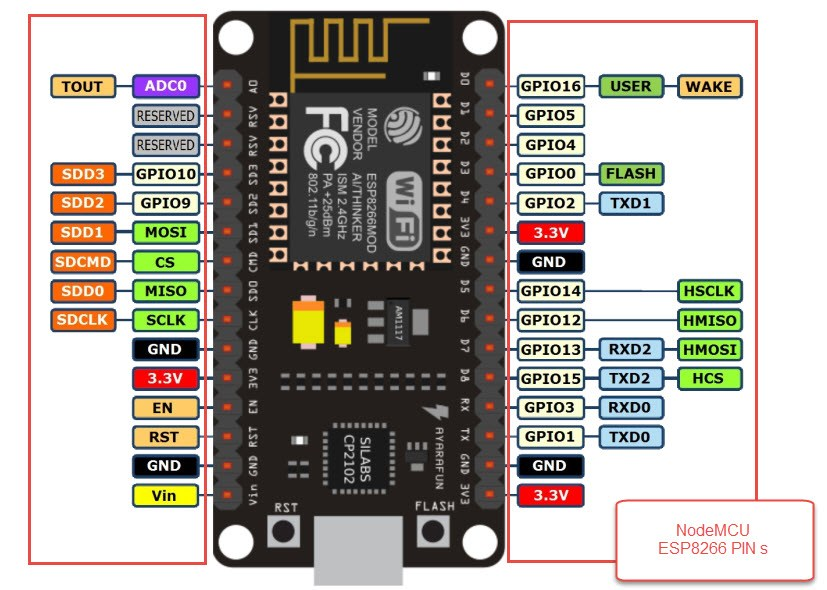 TOUT ADC0
RESERVED
RESERVED
SDD3 GPIO10
SDD2 GPIO9
SDD1 MOSI
SDCMD CS
SDD0 MISO
SDCLK SCLK
GND
3.3V
EN
RST
GND
Vin
A0
RSV
RSV
SD3
SD2
SD1
CMD
SD0
CLK
GND
3V3
EN
RST
GND
Vin
MODEL ESP8266MOD
VENDOR AI/THINKER
ISM 2.4GHz
PA +25dBm
802.11b/g/n
FC
WiFi
AM1117
SILABS
CP2102
AYARAFUN
RST
FLASH
D0
D1
D2
D3
D4
3V3
GND
D5
D6
D7
D8
RX
TX
GND
3V3
GPIO16 USER WAKE
GPIO5
GPIO4
GPIO0 FLASH
GPIO2 TXD1
3.3V
GND
GPIO14 HSCLK
GPIO12 HMISO
GPIO13 RXD2 HMOSI
GPIO15 TXD2 HCS
GPIO3 RXD0
GPIO1 TXD0
GND
3.3V
NodeMCU
ESP8266 PIN s